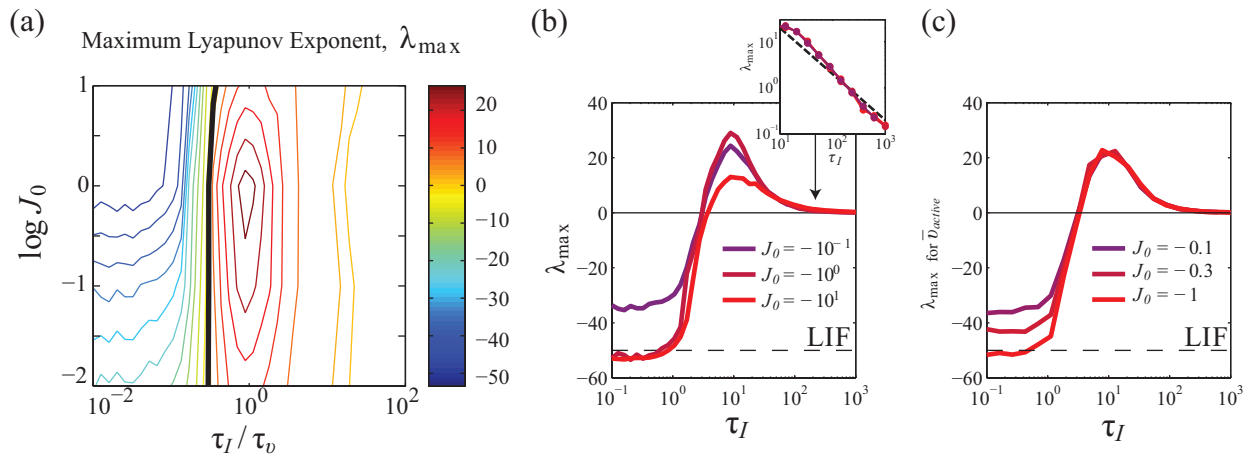 (a)
Maximum Lyapunov Exponent, λmax
log J0
1
0
−1
−2
10−2
100
102
τI / τv
20
10
0
−10
−20
−30
−40
−50
(b)
λmax
40
20
0
−20
−40
−60
10−1
100
101
102
103
τI
J0 = −10−1
J0 = −100
J0 = −101
LIF
λmax
101
100
10−1
101
102
103
τI
(c)
λmax for v̄active
40
20
0
−20
−40
−60
10−1
100
101
102
103
τI
J0 = −0.1
J0 = −0.3
J0 = −1
LIF